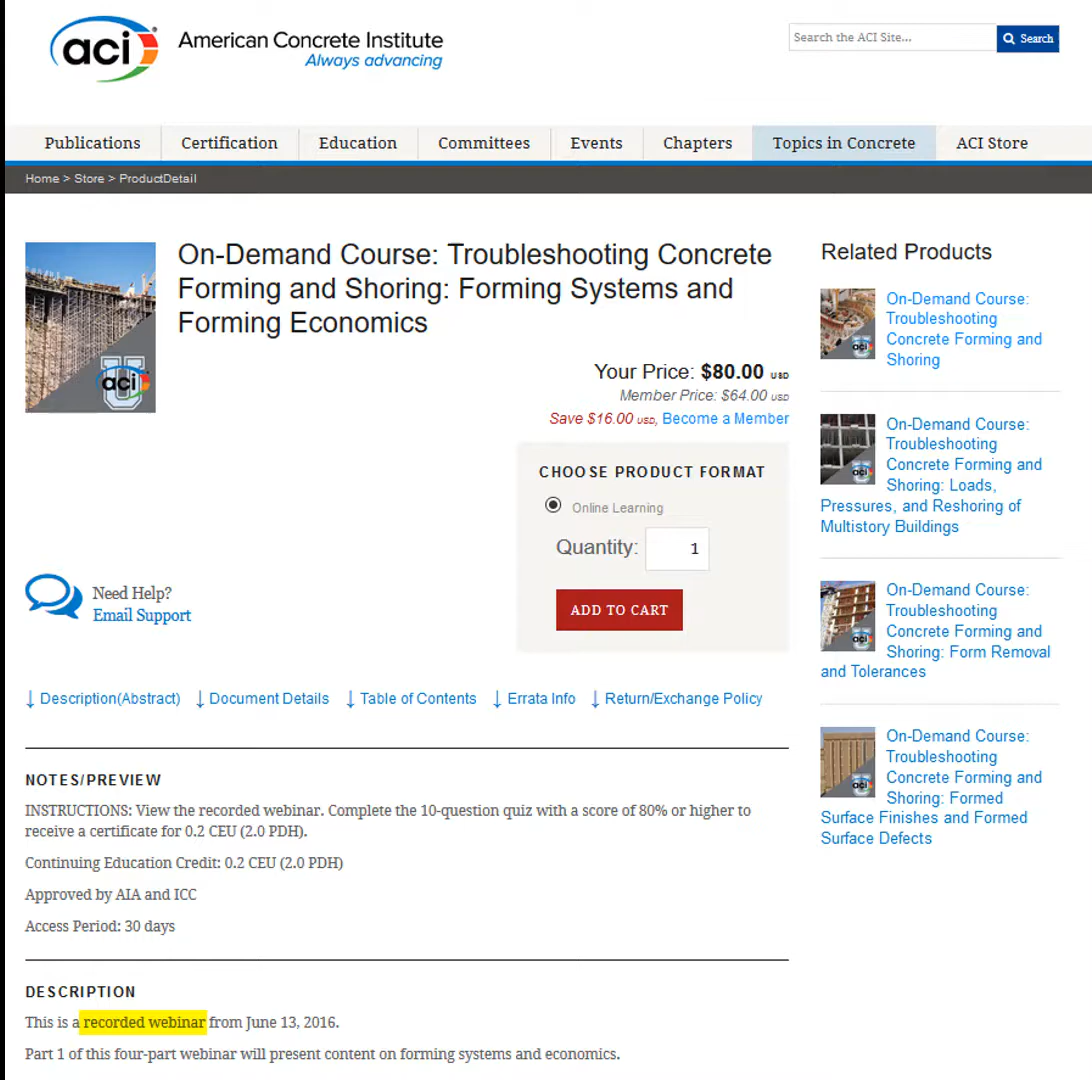 aci American Concrete Institute
Always advancing
Search the ACI Site...
Search
Publications
Certification
Education
Committees
Events
Chapters
Topics in Concrete
ACI Store
Home > Store > ProductDetail
On-Demand Course: Troubleshooting Concrete
Forming and Shoring: Forming Systems and
Forming Economics
aci
U
Your Price: $80.00 USD
Member Price: $64.00 USD
Save $16.00 USD, Become a Member
CHOOSE PRODUCT FORMAT
Online Learning
Quantity: 1
ADD TO CART
Need Help?
Email Support
↓ Description(Abstract)
↓ Document Details
↓ Table of Contents
↓ Errata Info
↓ Return/Exchange Policy
NOTES/PREVIEW
INSTRUCTIONS: View the recorded webinar. Complete the 10-question quiz with a score of 80% or higher to
receive a certificate for 0.2 CEU (2.0 PDH).
Continuing Education Credit: 0.2 CEU (2.0 PDH)
Approved by AIA and ICC
Access Period: 30 days
DESCRIPTION
This is a recorded webinar from June 13, 2016.
Part 1 of this four-part webinar will present content on forming systems and economics.
Related Products
aci
On-Demand Course:
Troubleshooting
Concrete Forming and
Shoring
aci
On-Demand Course:
Troubleshooting
Concrete Forming and
Shoring: Loads,
Pressures, and Reshoring of
Multistory Buildings
aci
On-Demand Course:
Troubleshooting
Concrete Forming and
Shoring: Form Removal
and Tolerances
aci
On-Demand Course:
Troubleshooting
Concrete Forming and
Shoring: Formed
Surface Finishes and Formed
Surface Defects